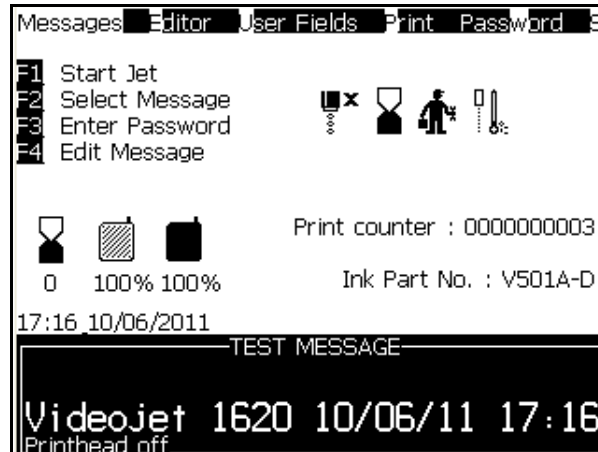 Messages Editor User Fields Print Password S
F1 Start Jet
F2 Select Message
F3 Enter Password
F4 Edit Message
Print counter : 0000000003
0 100% 100%
Ink Part No. : V501A-D
17:16 10/06/2011
TEST MESSAGE
Videojet 1620 10/06/11 17:16
Printhead off